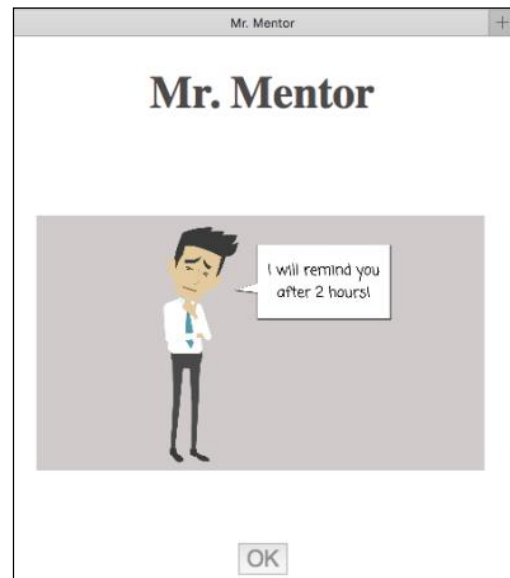 Mr. Mentor
+
Mr. Mentor
I will remind you
after 2 hours!
OK